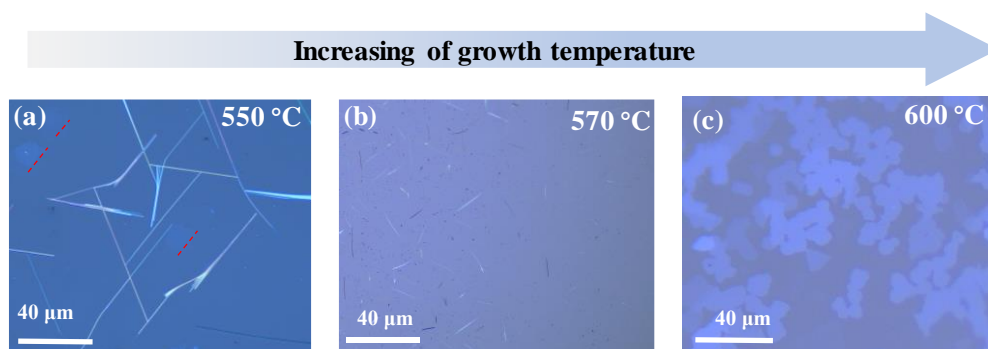 Increasing of growth temperature
(a) 550 °C
40 μm
(b) 570 °C
40 μm
(c) 600 °C
40 μm